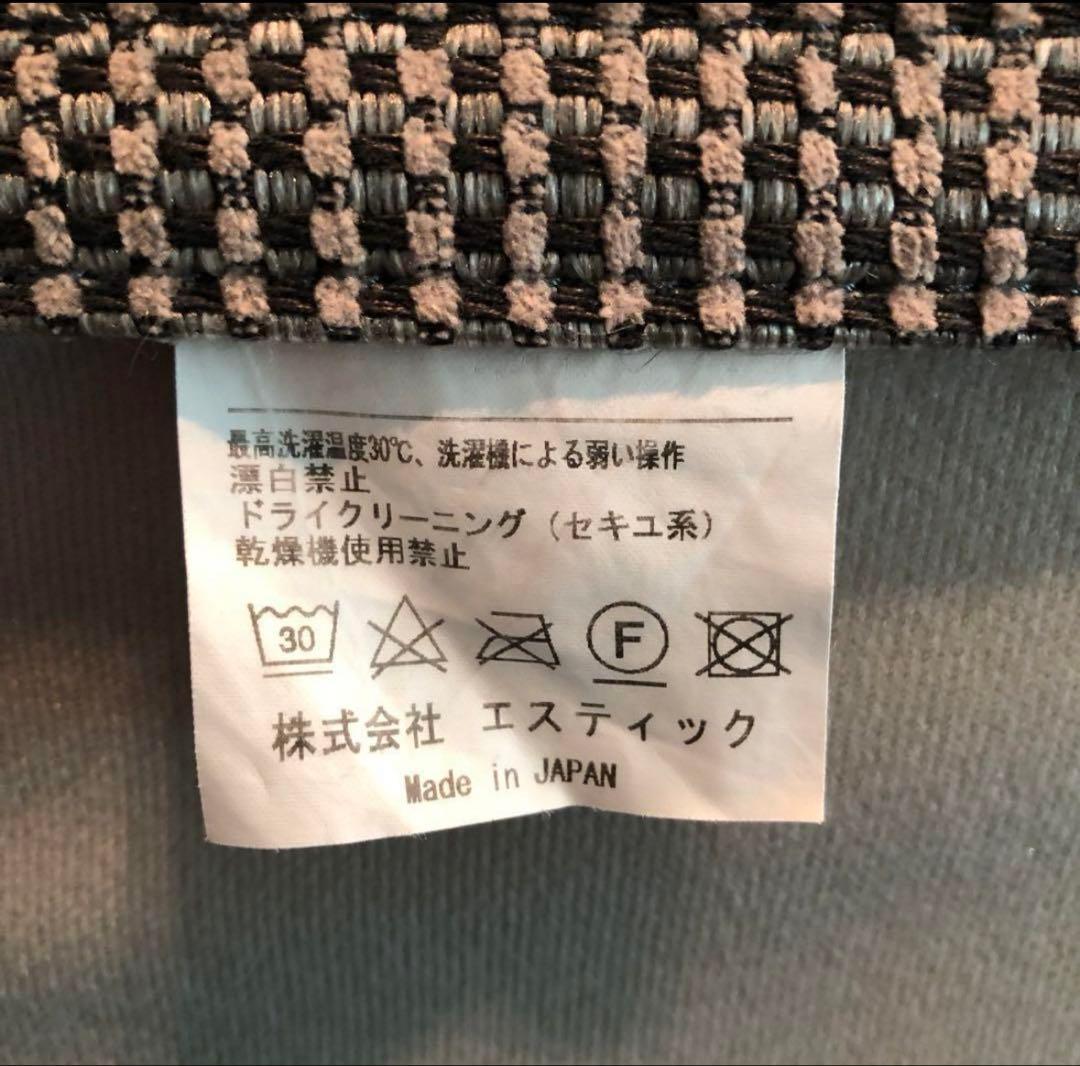 最高洗濯温度30℃、洗濯機による弱い操作
漂白禁止
ドライクリーニング（セキユ系）
乾燥機使用禁止
30 F
株式会社 エスティック
Made in JAPAN